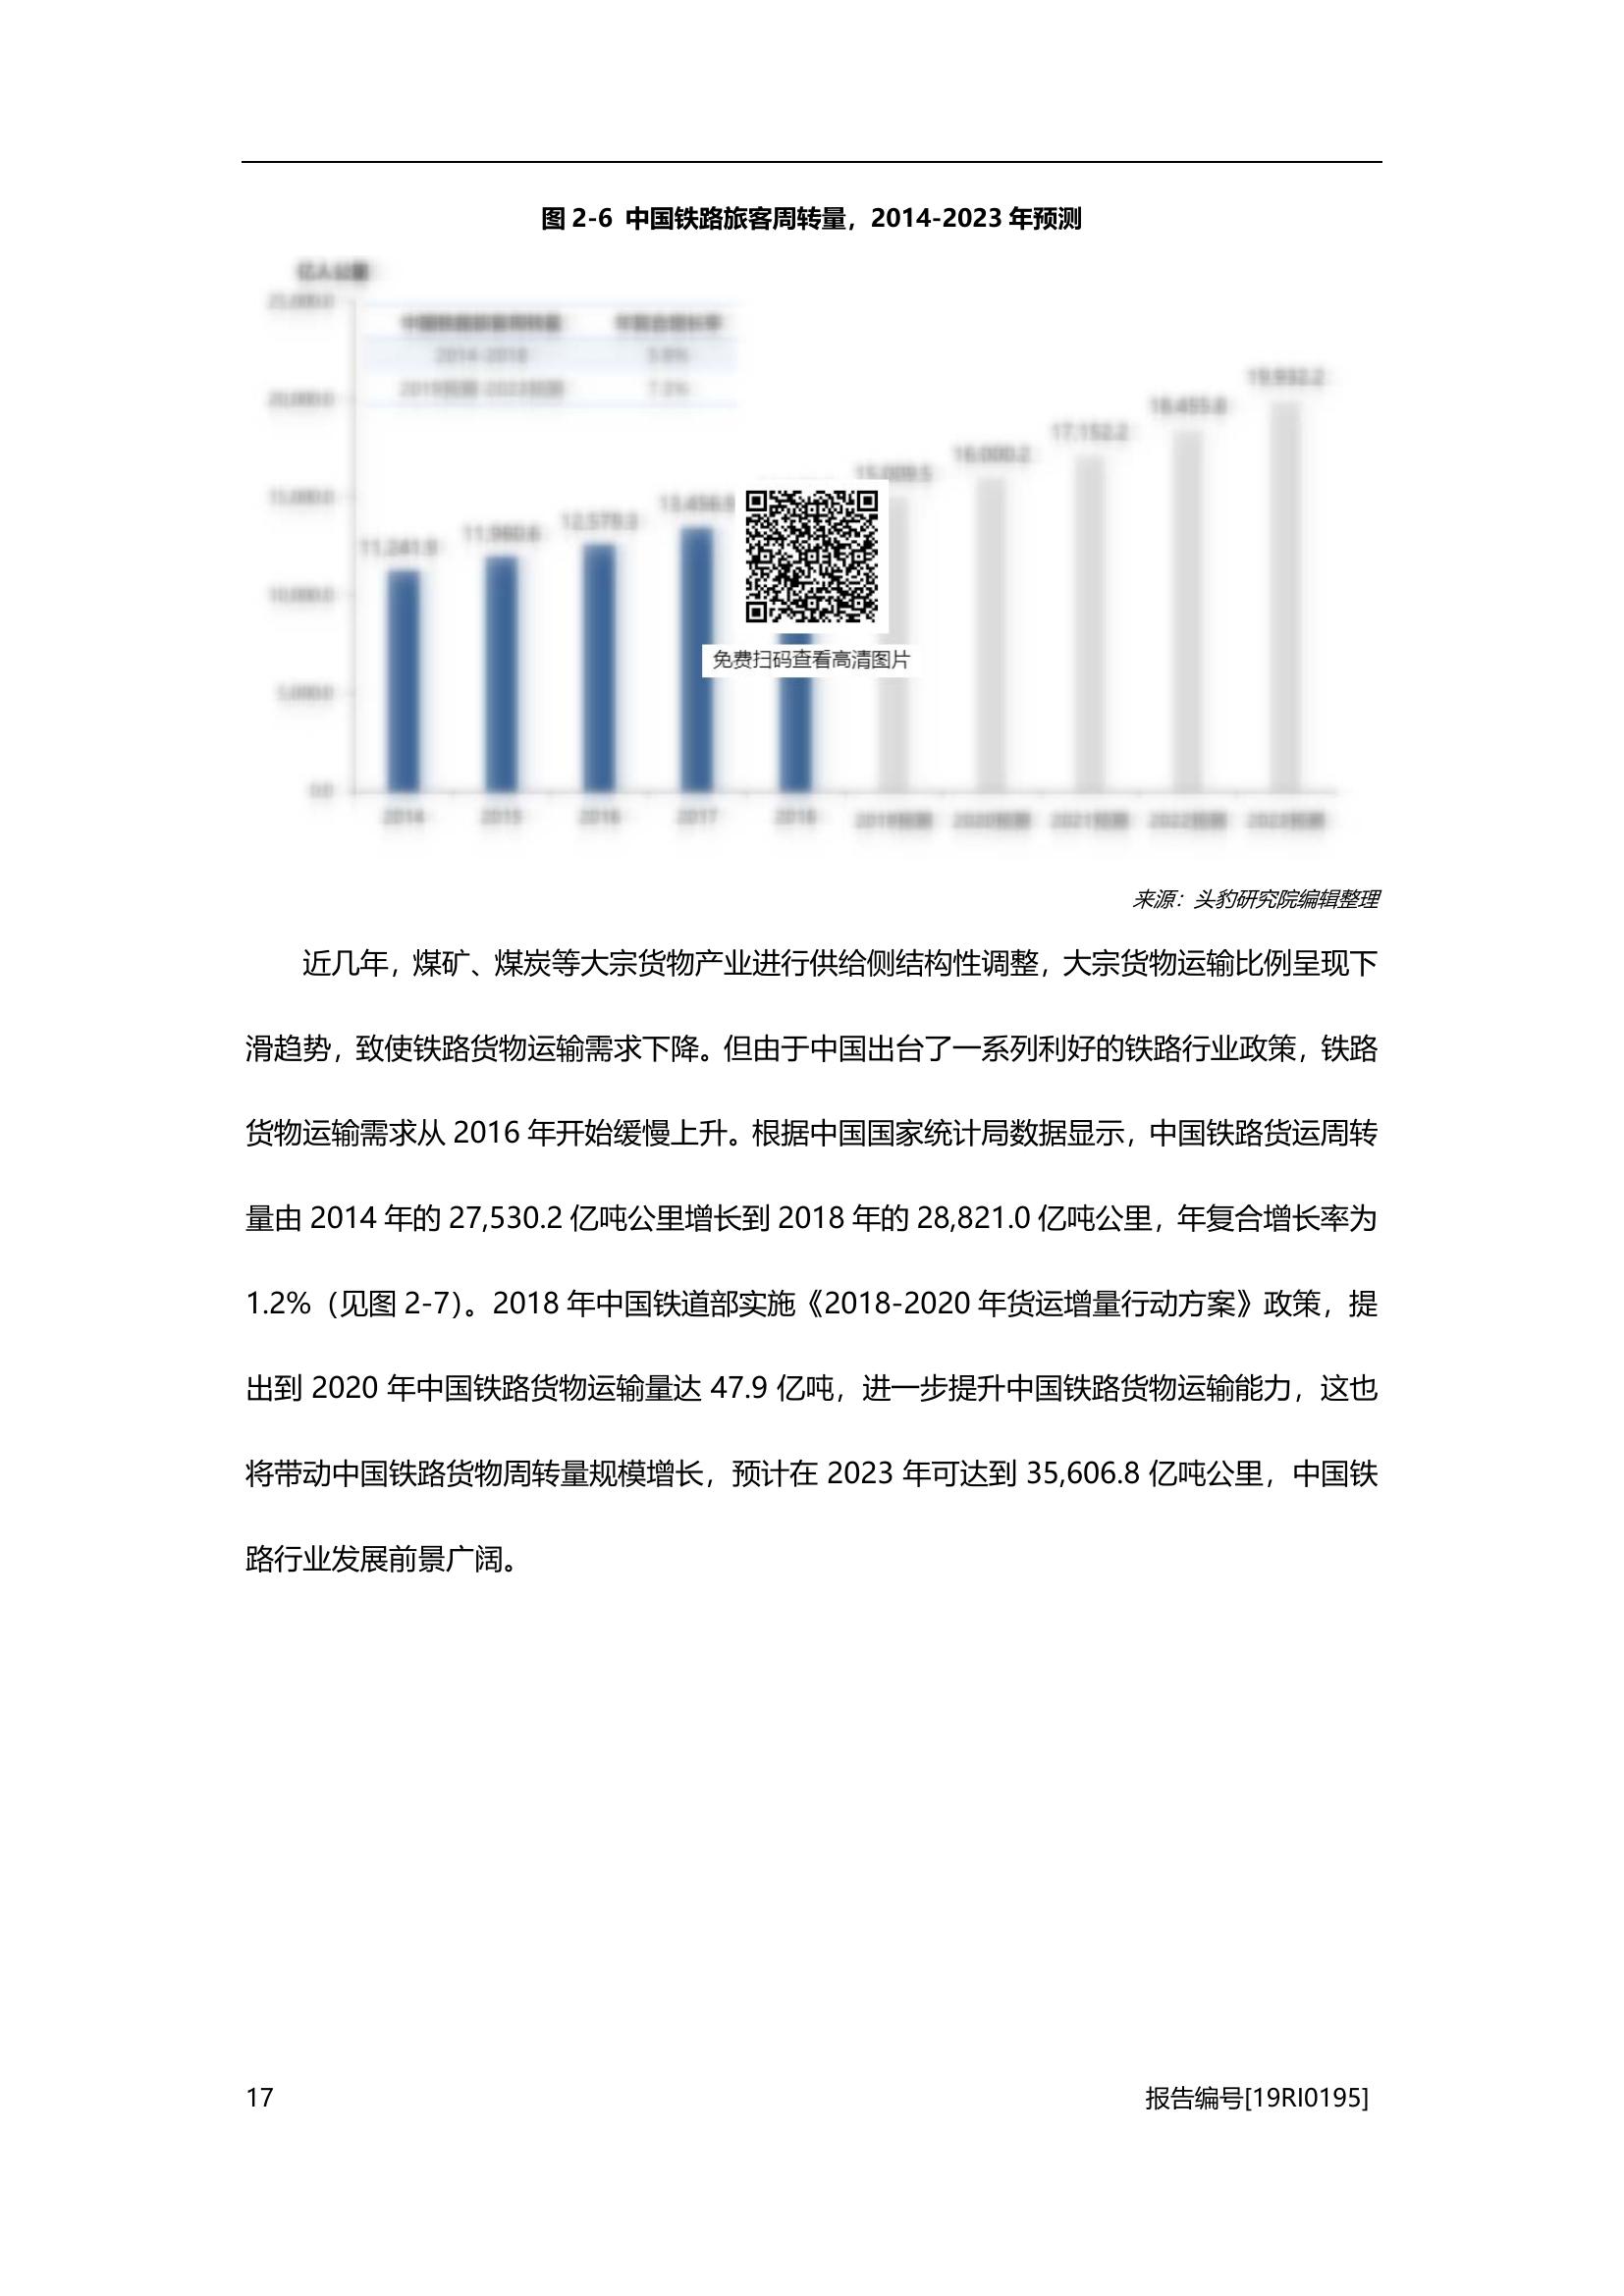 图 2-6 中国铁路旅客周转量，2014-2023 年预测
2014
2015
2016
2017
2018
免费扫码查看高清图片
来源：头豹研究院编辑整理
近几年，煤矿、煤炭等大宗货物产业进行供给侧结构性调整，大宗货物运输比例呈现下
滑趋势，致使铁路货物运输需求下降。但由于中国出台了一系列利好的铁路行业政策，铁路
货物运输需求从 2016 年开始缓慢上升。根据中国国家统计局数据显示，中国铁路货运周转
量由 2014 年的 27,530.2 亿吨公里增长到 2018 年的 28,821.0 亿吨公里，年复合增长率为
1.2%（见图 2-7）。2018 年中国铁道部实施《2018-2020 年货运增量行动方案》政策，提
出到 2020 年中国铁路货物运输量达 47.9 亿吨，进一步提升中国铁路货物运输能力，这也
将带动中国铁路货物周转量规模增长，预计在 2023 年可达到 35,606.8 亿吨公里，中国铁
路行业发展前景广阔。
17
报告编号[19RI0195]